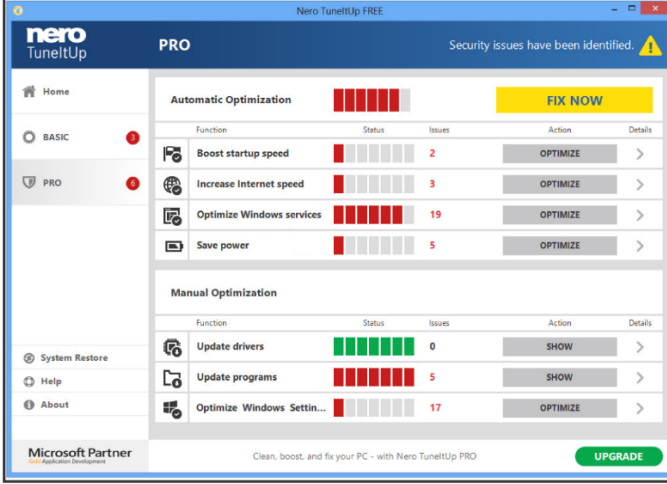 Nero TuneItUp FREE
nero
TuneItUp
PRO
Security issues have been identified.
Home
BASIC 3
PRO 6
System Restore
Help
About
Microsoft Partner
Gold Application Development
Automatic Optimization
FIX NOW
Function Status Issues Action Details
Boost startup speed 2 OPTIMIZE
Increase Internet speed 3 OPTIMIZE
Optimize Windows services 19 OPTIMIZE
Save power 5 OPTIMIZE
Manual Optimization
Function Status Issues Action Details
Update drivers 0 SHOW
Update programs 5 SHOW
Optimize Windows Settin... 17 OPTIMIZE
Clean, boost, and fix your PC - with Nero TuneItUp PRO
UPGRADE